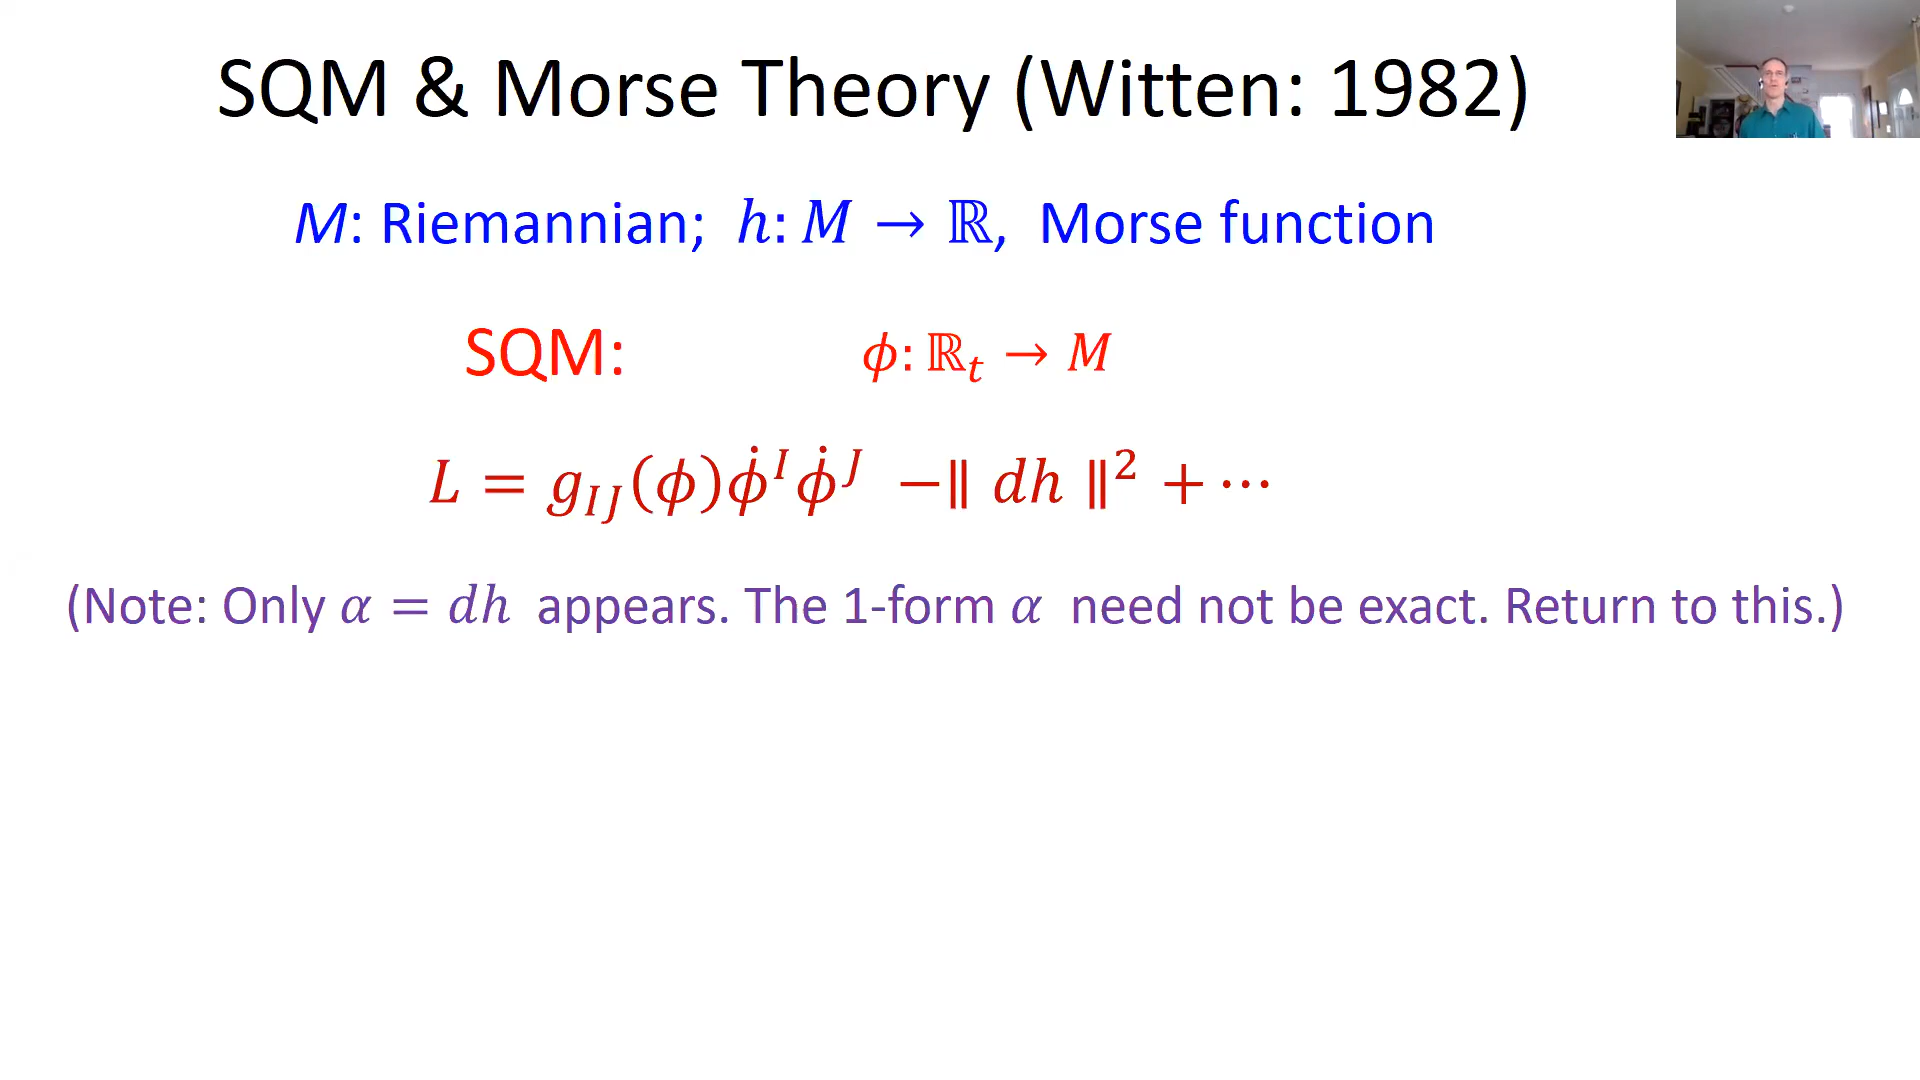 SQM & Morse Theory (Witten: 1982)
M: Riemannian; h: M → ℝ, Morse function
SQM: ϕ: ℝ_t → M
L = g_{IJ}(ϕ)ϕ̇^I ϕ̇^J −‖ dh ‖² + ⋯
(Note: Only α = dh appears. The 1-form α need not be exact. Return to this.)